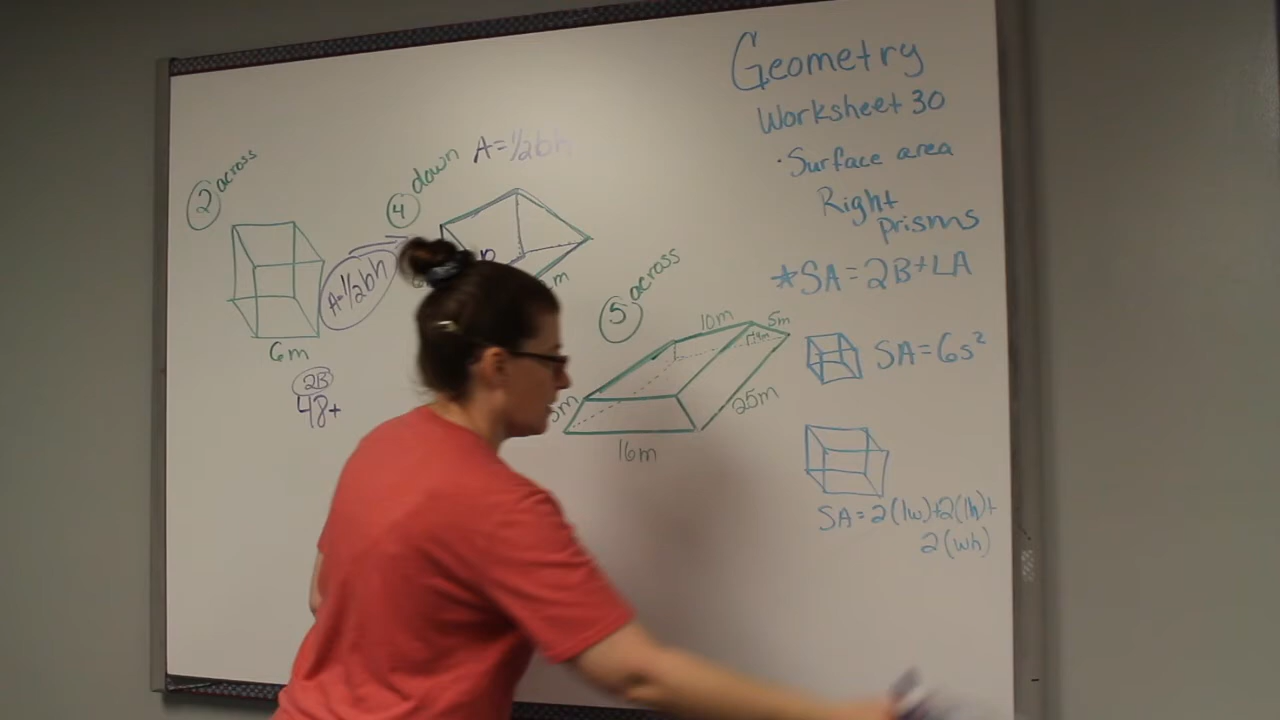 Geometry
Worksheet 30
· Surface area
Right
prisms
★SA=2B+LA
SA=6s²
SA=2(lw)+2(lh)+
2(wh)
② across
6m
2B
48+
A=½bh
④ down
A=½bh
m
⑤ across
10m
5m
4m
25m
16m